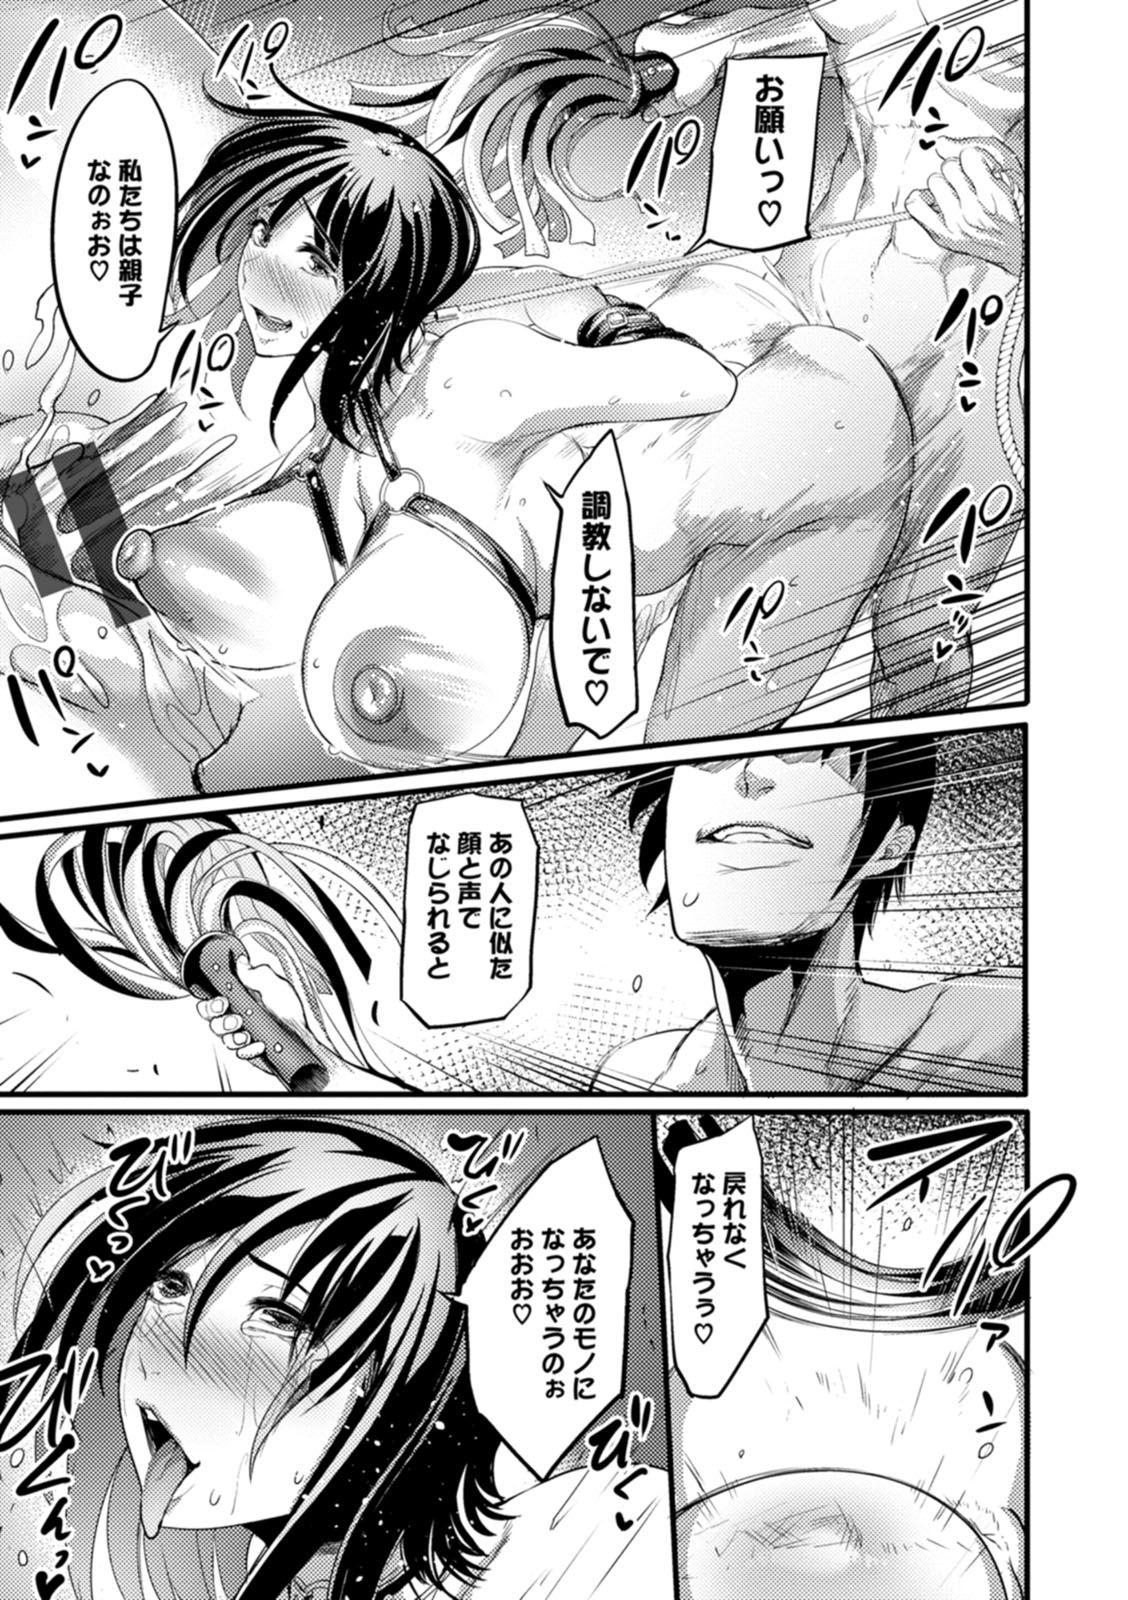 お願いっ♡
調教しないで♡
私たちは親子
なのぉお♡
あの人に似た
顔と声で
なじられると
戻れなく
なっちゃうぅ♡
あなたのモノに
なっちゃうのぉ
おおお♡